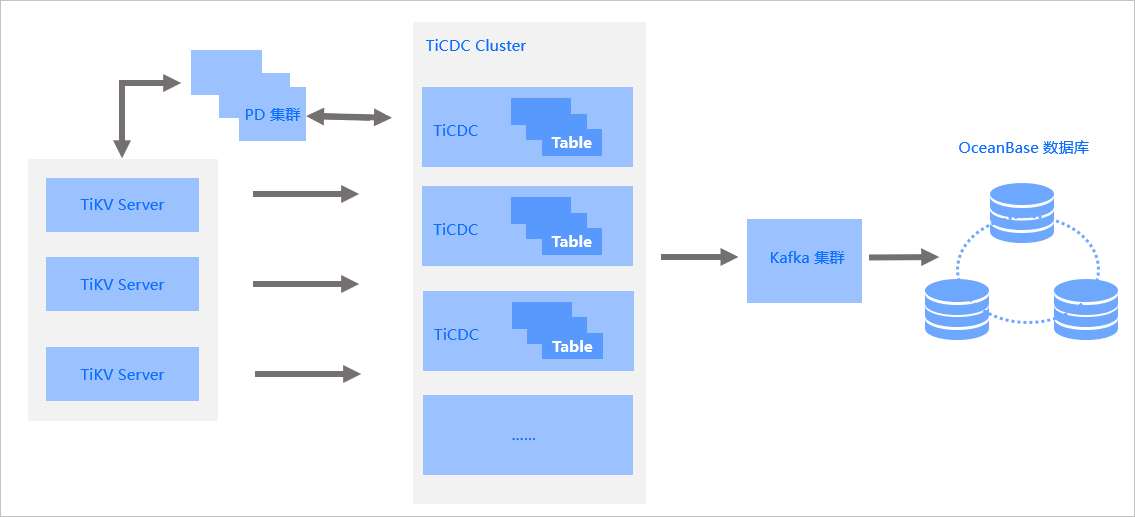 TiCDC Cluster
PD 集群
TiCDC
Table
OceanBase 数据库
TiKV Server
TiCDC
Table
Kafka 集群
TiKV Server
TiCDC
Table
TiKV Server
......